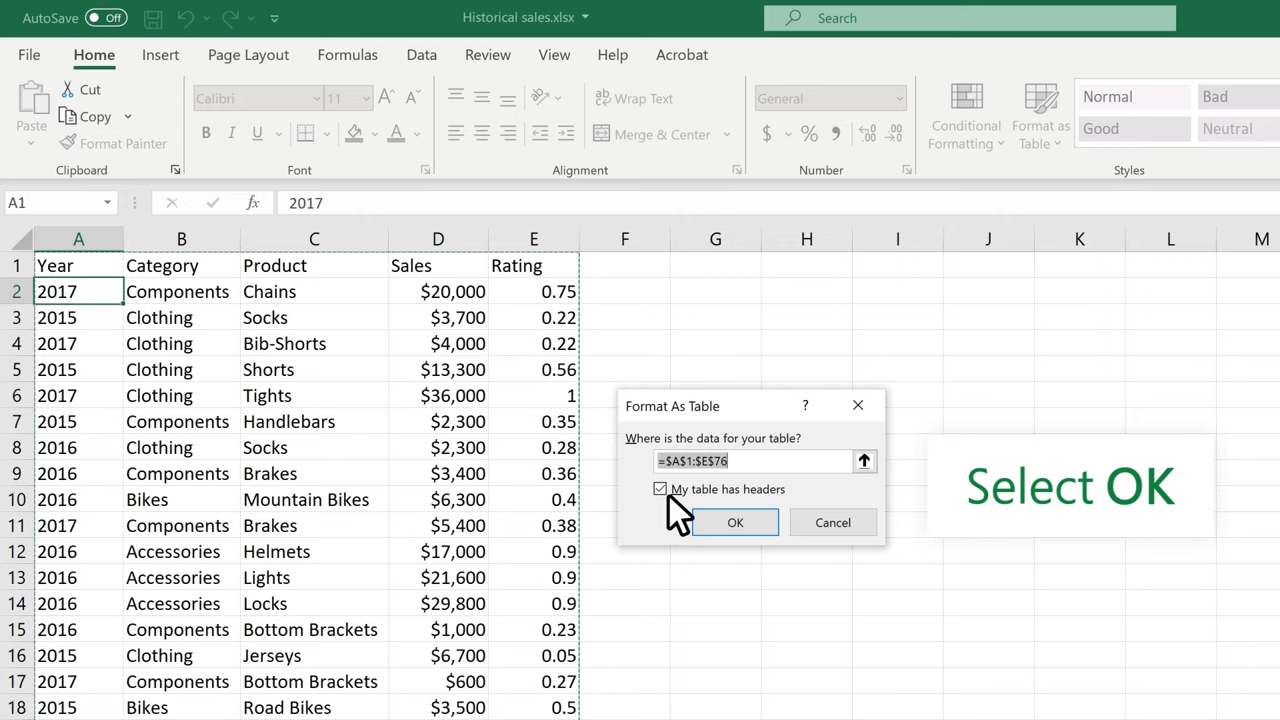 AutoSave Off Historical sales.xlsx Search
File Home Insert Page Layout Formulas Data Review View Help Acrobat
Paste Cut Copy Format Painter Clipboard
Calibri 11 A A B I U A Font
ab Wrap Text Merge & Center Alignment
General $ % , .00 Number
Conditional Formatting Format as Table Normal Bad Good Neutral Styles
A1 fx 2017
A B C D E F G H I J K L M
1 Year Category Product Sales Rating
2 2017 Components Chains $20,000 0.75
3 2015 Clothing Socks $3,700 0.22
4 2017 Clothing Bib-Shorts $4,000 0.22
5 2015 Clothing Shorts $13,300 0.56
6 2017 Clothing Tights $36,000 1
7 2015 Components Handlebars $2,300 0.35
8 2016 Clothing Socks $2,300 0.28
9 2016 Components Brakes $3,400 0.36
10 2016 Bikes Mountain Bikes $6,300 0.4
11 2017 Components Brakes $5,400 0.38
12 2016 Accessories Helmets $17,000 0.9
13 2016 Accessories Lights $21,600 0.9
14 2016 Accessories Locks $29,800 0.9
15 2016 Components Bottom Brackets $1,000 0.23
16 2015 Clothing Jerseys $6,700 0.05
17 2017 Components Bottom Brackets $600 0.27
18 2015 Bikes Road Bikes $3,500 0.5
Format As Table ?
Where is the data for your table?
=$A$1:$E$76
My table has headers
OK Cancel
Select OK